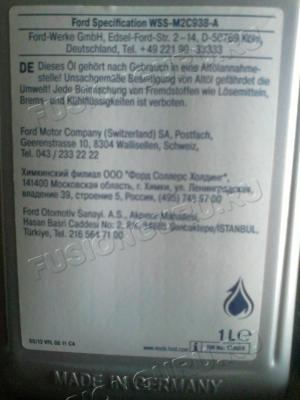 Ford Specification WSS-M2C938-A
Ford-Werke GmbH, Edsel-Ford-Str. 2-14, D-50769 Köln,
Deutschland, Tel. +49 221 90-33333
DE Dieses Öl gehört nach Gebrauch in eine Altölannahme-
stelle! Unsachgemäße Beseitigung von Altöl gefährdet die
Umwelt! Jede Beimischung von Fremdstoffen wie Lösemitteln,
Brems- und Kühlflüssigkeiten ist verboten.
Ford Motor Company (Switzerland) SA, Postfach,
Geerenstrasse 10, 8304 Wallisellen, Schweiz,
Tel. 043 / 233 22 22
Химкинский филиал ООО "Форд Соллерс Холдинг",
141400 Московская область, г. Химки, ул. Ленинградская,
владение 39, строение 5, Россия, (495) 745 97 00
Ford Otomotiv Sanayi. A.S., Akpınar Mahallesi,
Hasan Basri Caddesi No: 2, İSTANBUL,
Türkiye, Tel. 216 564 71 00
1 L e
MADE IN GERMANY
FUSION-CLUB.RU